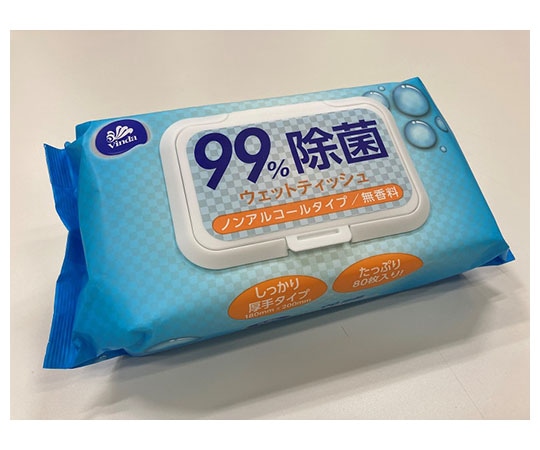 Vinda
99%除菌
ウェットティッシュ
ノンアルコールタイプ/無香料
しっかり
厚手タイプ
180mm×200mm
たっぷり
80枚入り!